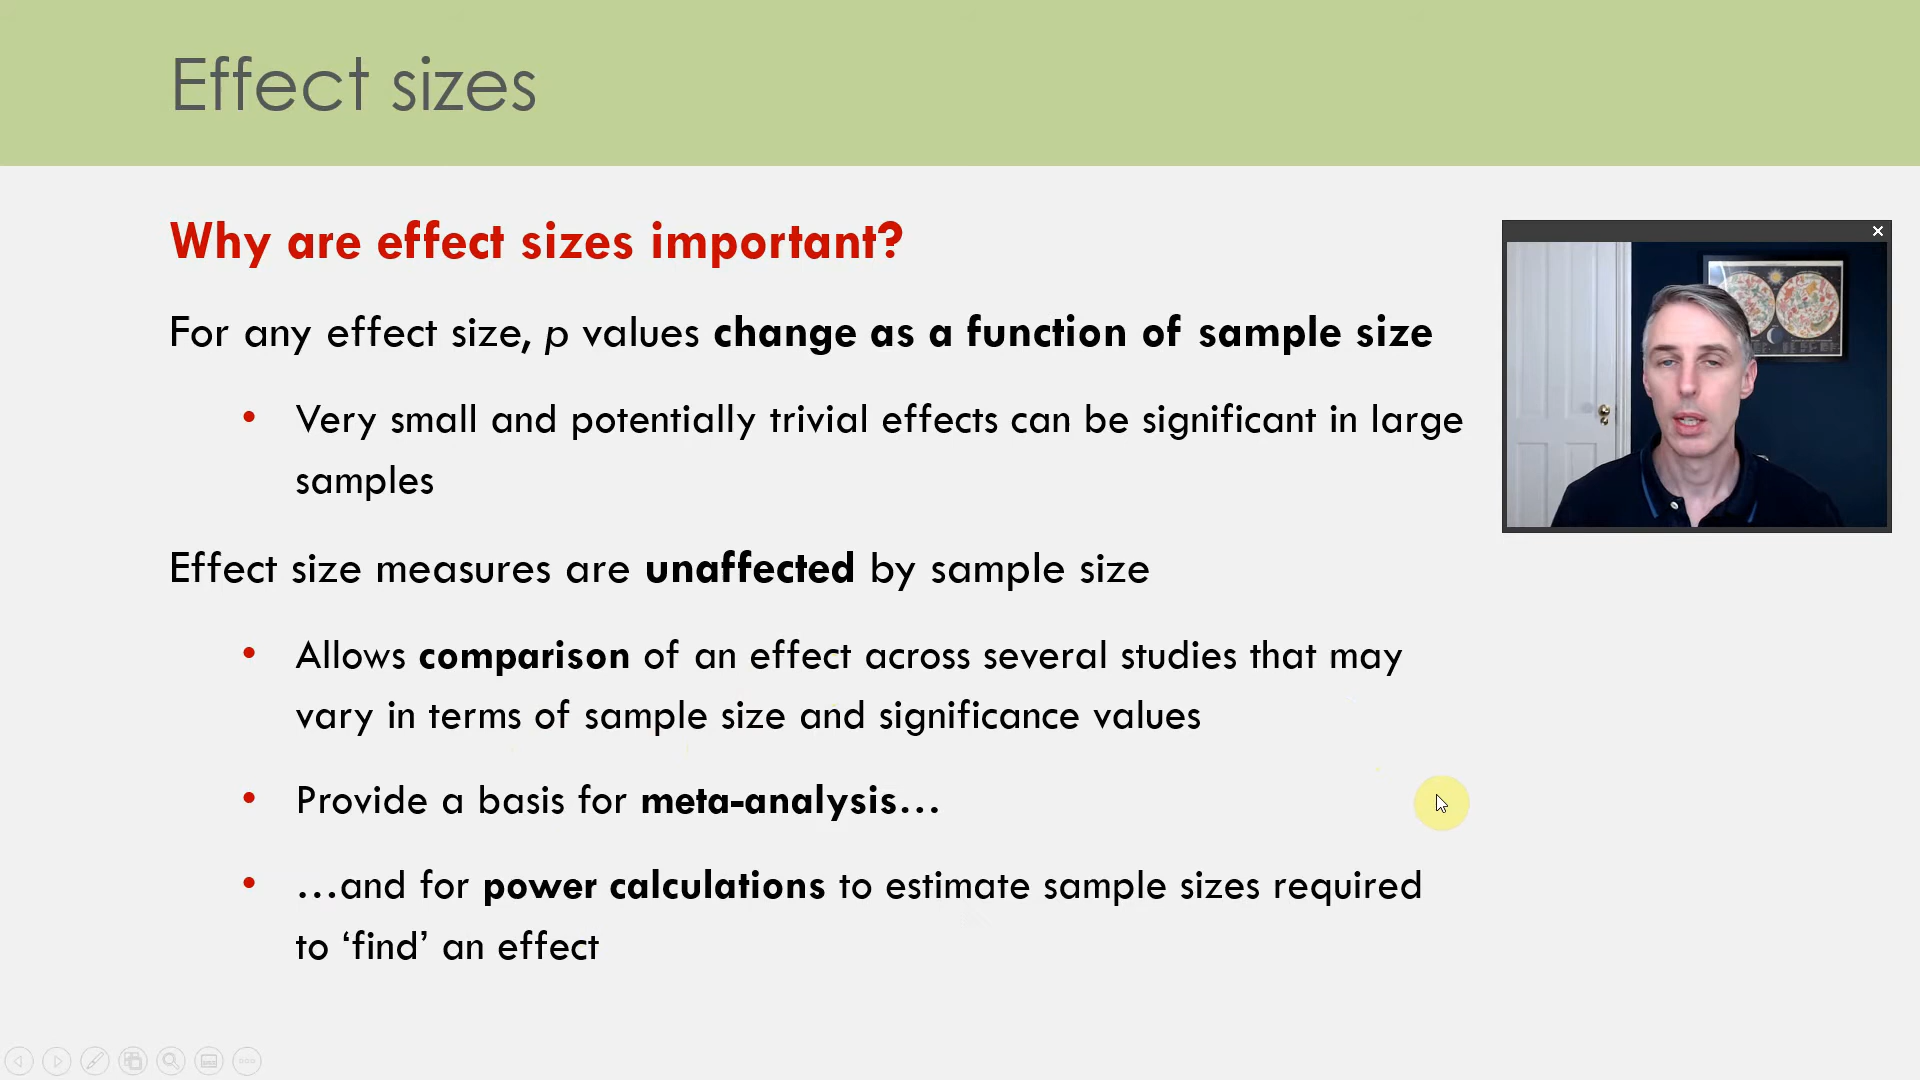 Effect sizes
Why are effect sizes important?
For any effect size, p values change as a function of sample size
• Very small and potentially trivial effects can be significant in large
samples
Effect size measures are unaffected by sample size
• Allows comparison of an effect across several studies that may
vary in terms of sample size and significance values
• Provide a basis for meta-analysis…
• …and for power calculations to estimate sample sizes required
to ‘find’ an effect